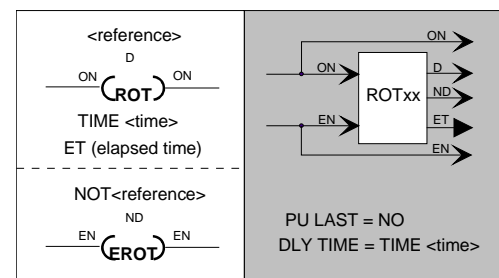 <reference>
D
ON ROT ON
TIME <time>
ET (elapsed time)
NOT<reference>
ND
EN EROT EN
ON
ON D
ROTxx ND
EN ET
EN
PU LAST = NO
DLY TIME = TIME <time>